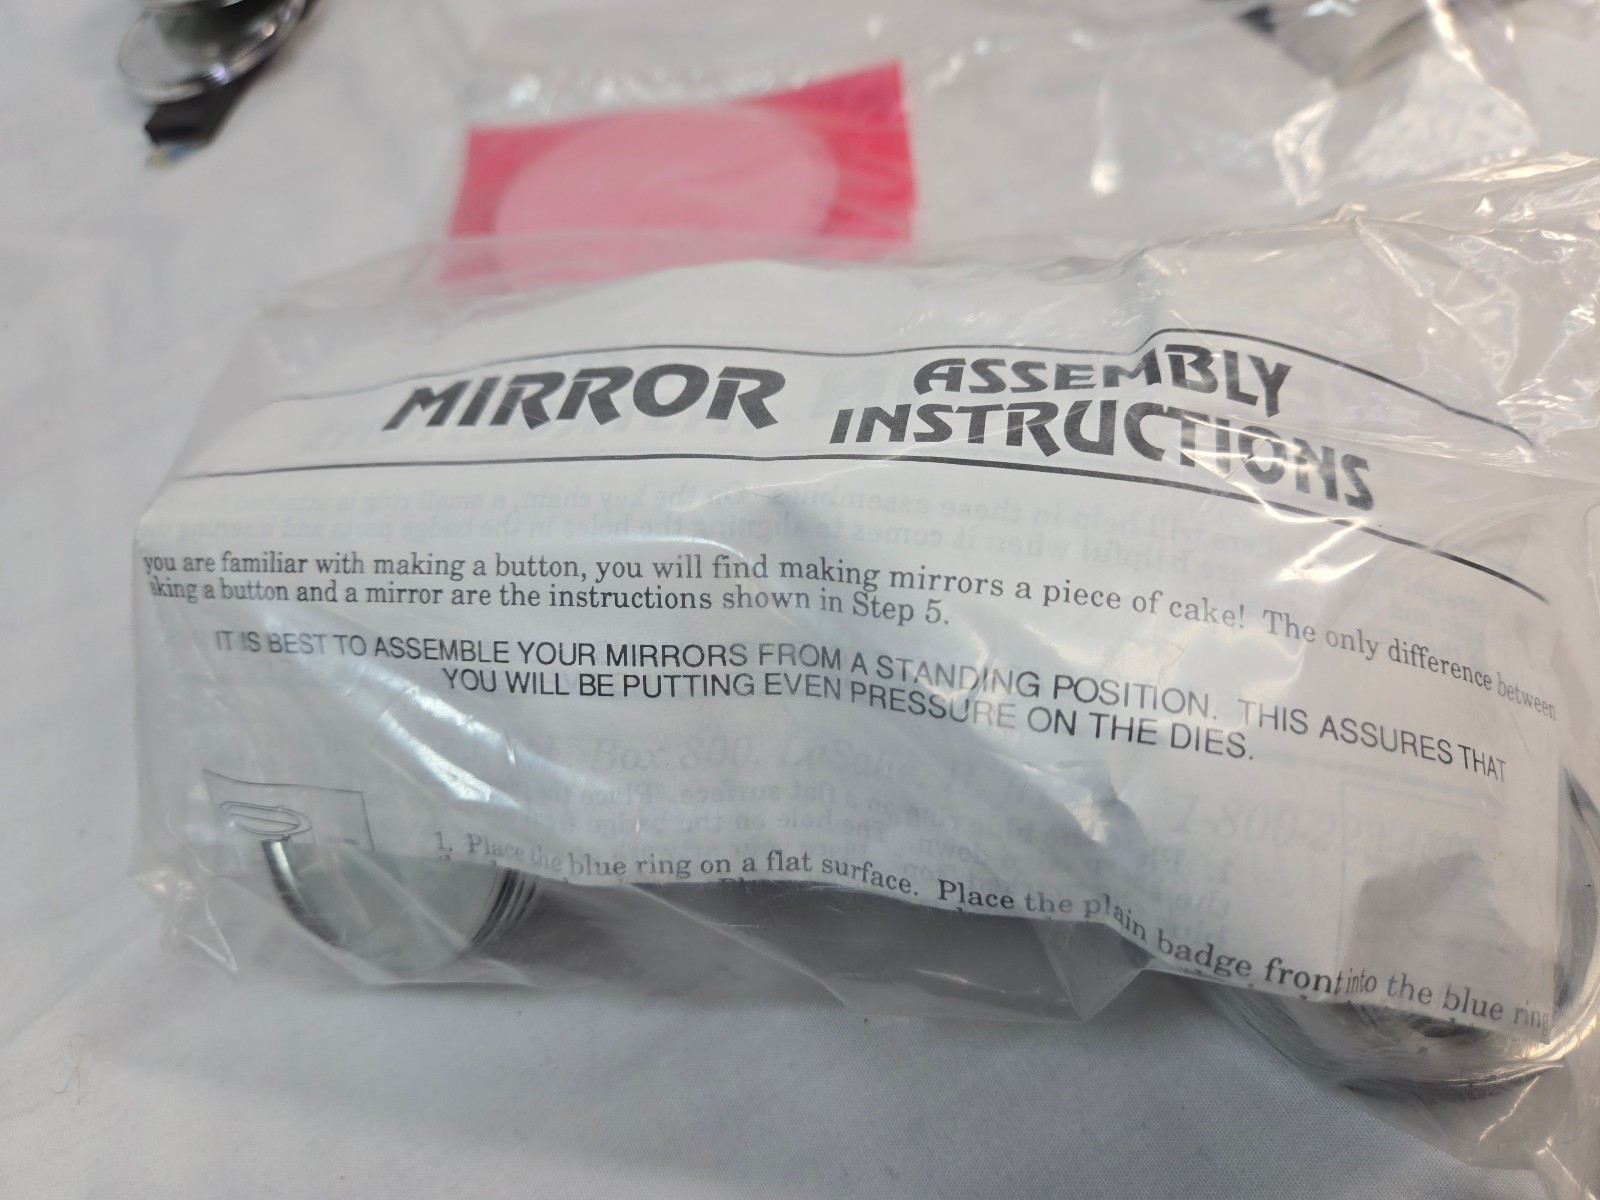 MIRROR ASSEMBLY INSTRUCTIONS
you are familiar with making a button, you will find making mirrors a piece of cake! The only difference between
aking a button and a mirror are the instructions shown in Step 5.
IT IS BEST TO ASSEMBLE YOUR MIRRORS FROM A STANDING POSITION. THIS ASSURES THAT
YOU WILL BE PUTTING EVEN PRESSURE ON THE DIES.
1. Place the blue ring on a flat surface. Place the plain badge front into the blue ring